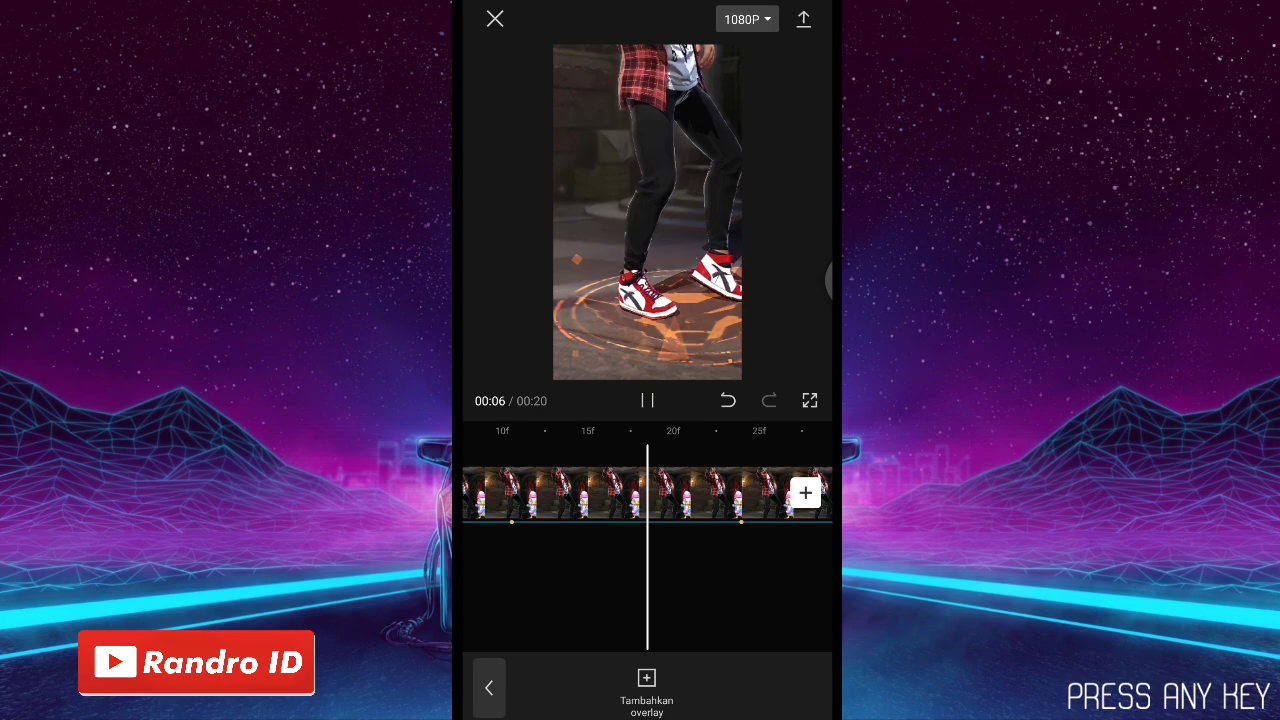 1080P
00:06 / 00:20
10f
15f
20f
25f
Tambahkan
overlay
Randro ID
PRESS ANY KEY